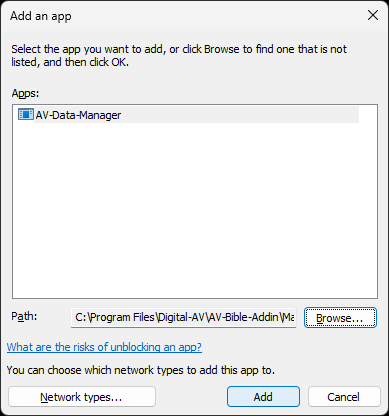 Add an app
Select the app you want to add, or click Browse to find one that is not
listed, and then click OK.
Apps:
AV-Data-Manager
Path:
C:\Program Files\Digital-AV\AV-Bible-Addin\Ma
Browse...
What are the risks of unblocking an app?
You can choose which network types to add this app to.
Network types...
Add
Cancel